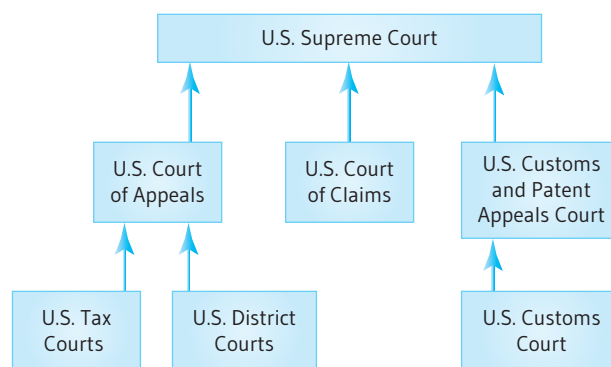 U.S. Supreme Court
U.S. Court
of Appeals
U.S. Court
of Claims
U.S. Customs
and Patent
Appeals Court
U.S. Tax
Courts
U.S. District
Courts
U.S. Customs
Court